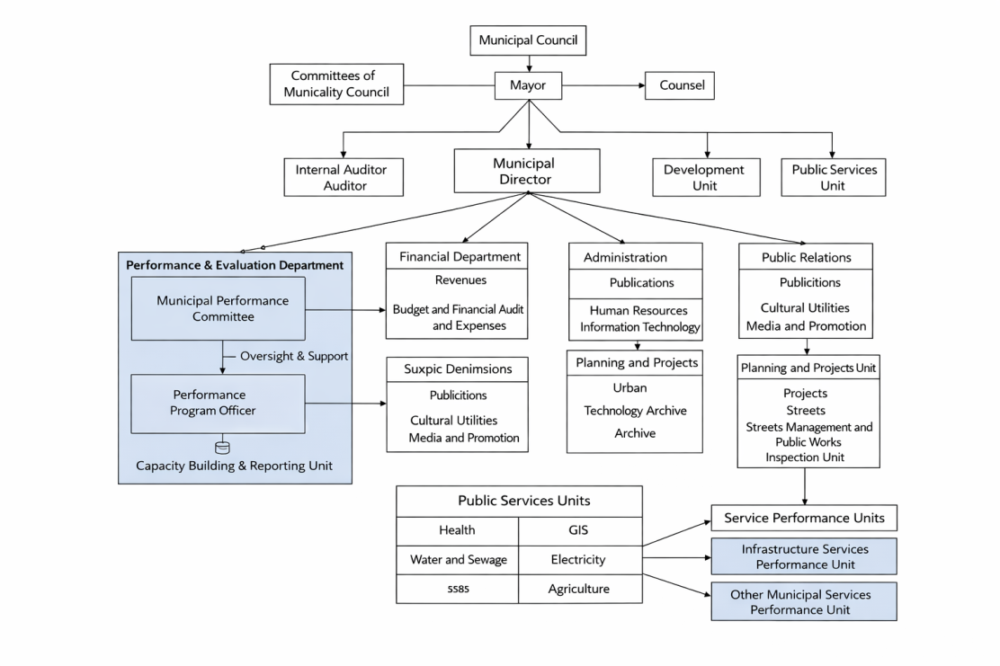 Municipal Council
Committees of
Municality Council
Mayor
Counsel
Internal Auditor
Auditor
Municipal
Director
Development
Unit
Public Services
Unit
Performance & Evaluation Department
Municipal Performance
Committee
Oversight & Support
Performance
Program Officer
Capacity Building & Reporting Unit
Financial Department
Revenues
Budget and Financial Audit
and Expenses
Suxpic Denimsions
Publicitions
Cultural Utilities
Media and Promotion
Administration
Publications
Human Resources
Information Technology
Planning and Projects
Urban
Technology Archive
Archive
Public Relations
Publicitions
Cultural Utilities
Media and Promotion
Planning and Projects Unit
Projects
Streets
Streets Management and
Public Works
Inspection Unit
Public Services Units
Health
GIS
Water and Sewage
Electricity
5585
Agriculture
Service Performance Units
Infrastructure Services
Performance Unit
Other Municipal Services
Performance Unit